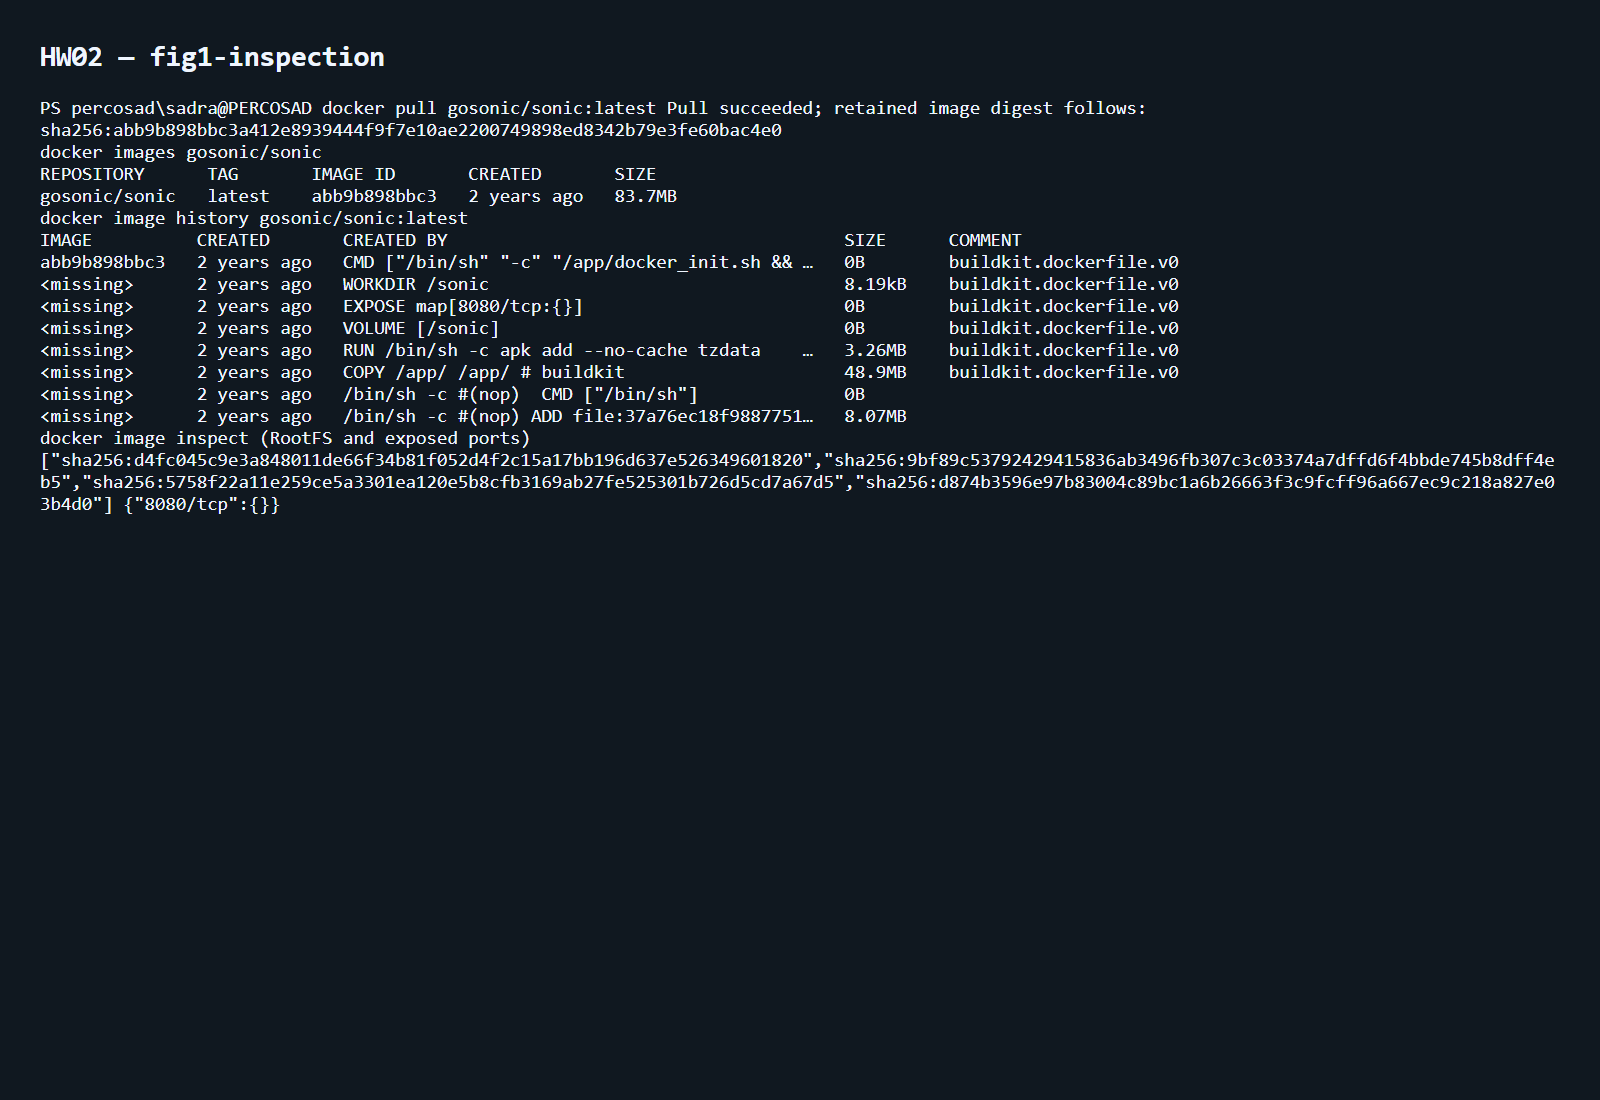 HW02 — fig1-inspection
PS percosad\sadra@PERCOSAD docker pull gosonic/sonic:latest Pull succeeded; retained image digest follows:
sha256:abb9b898bbc3a412e8939444f9f7e10ae2200749898ed8342b79e3fe60bac4e0
docker images gosonic/sonic
REPOSITORY      TAG       IMAGE ID       CREATED       SIZE
gosonic/sonic   latest    abb9b898bbc3   2 years ago   83.7MB
docker image history gosonic/sonic:latest
IMAGE          CREATED       CREATED BY                                      SIZE      COMMENT
abb9b898bbc3   2 years ago   CMD ["/bin/sh" "-c" "/app/docker_init.sh && …   0B        buildkit.dockerfile.v0
<missing>      2 years ago   WORKDIR /sonic                                  8.19kB    buildkit.dockerfile.v0
<missing>      2 years ago   EXPOSE map[8080/tcp:{}]                         0B        buildkit.dockerfile.v0
<missing>      2 years ago   VOLUME [/sonic]                                 0B        buildkit.dockerfile.v0
<missing>      2 years ago   RUN /bin/sh -c apk add --no-cache tzdata    …   3.26MB    buildkit.dockerfile.v0
<missing>      2 years ago   COPY /app/ /app/ # buildkit                     48.9MB    buildkit.dockerfile.v0
<missing>      2 years ago   /bin/sh -c #(nop)  CMD ["/bin/sh"]              0B
<missing>      2 years ago   /bin/sh -c #(nop) ADD file:37a76ec18f9887751…   8.07MB
docker image inspect (RootFS and exposed ports)
["sha256:d4fc045c9e3a848011de66f34b81f052d4f2c15a17bb196d637e526349601820","sha256:9bf89c53792429415836ab3496fb307c3c03374a7dffd6f4bbde745b8dff4e
b5","sha256:5758f22a11e259ce5a3301ea120e5b8cfb3169ab27fe525301b726d5cd7a67d5","sha256:d874b3596e97b83004c89bc1a6b26663f3c9fcff96a667ec9c218a827e0
3b4d0"] {"8080/tcp":{}}